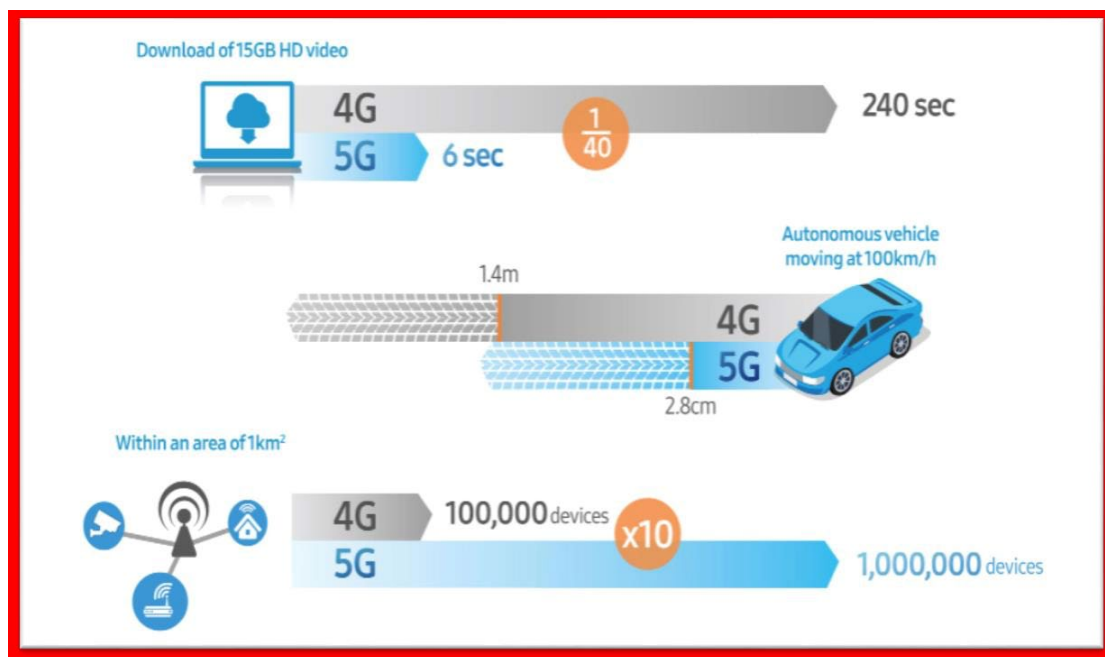 Download of 15GB HD video
4G
240 sec
1
40
5G
6 sec
Autonomous vehicle
moving at 100km/h
1.4m
4G
5G
2.8cm
Within an area of 1km²
4G
100,000 devices
x10
5G
1,000,000 devices